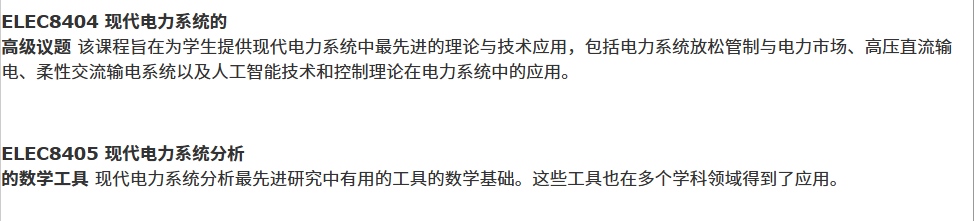 ELEC8404 现代电力系统的
高级议题 该课程旨在为学生提供现代电力系统中最先进的理论与技术应用，包括电力系统放松管制与电力市场、高压直流输
电、柔性交流输电系统以及人工智能技术和控制理论在电力系统中的应用。
ELEC8405 现代电力系统分析
的数学工具 现代电力系统分析最先进研究中有用的工具的数学基础。这些工具也在多个学科领域得到了应用。